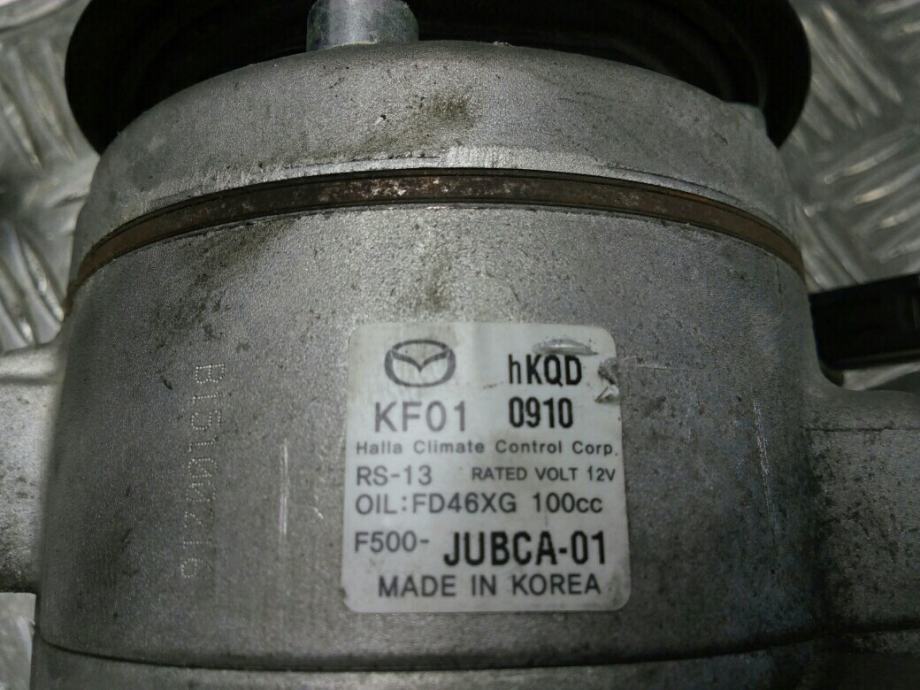 hKQD
KF01 0910
Halla Climate Control Corp.
RS-13 RATED VOLT 12V
OIL:FD46XG 100cc
F500- JUBCA-01
MADE IN KOREA